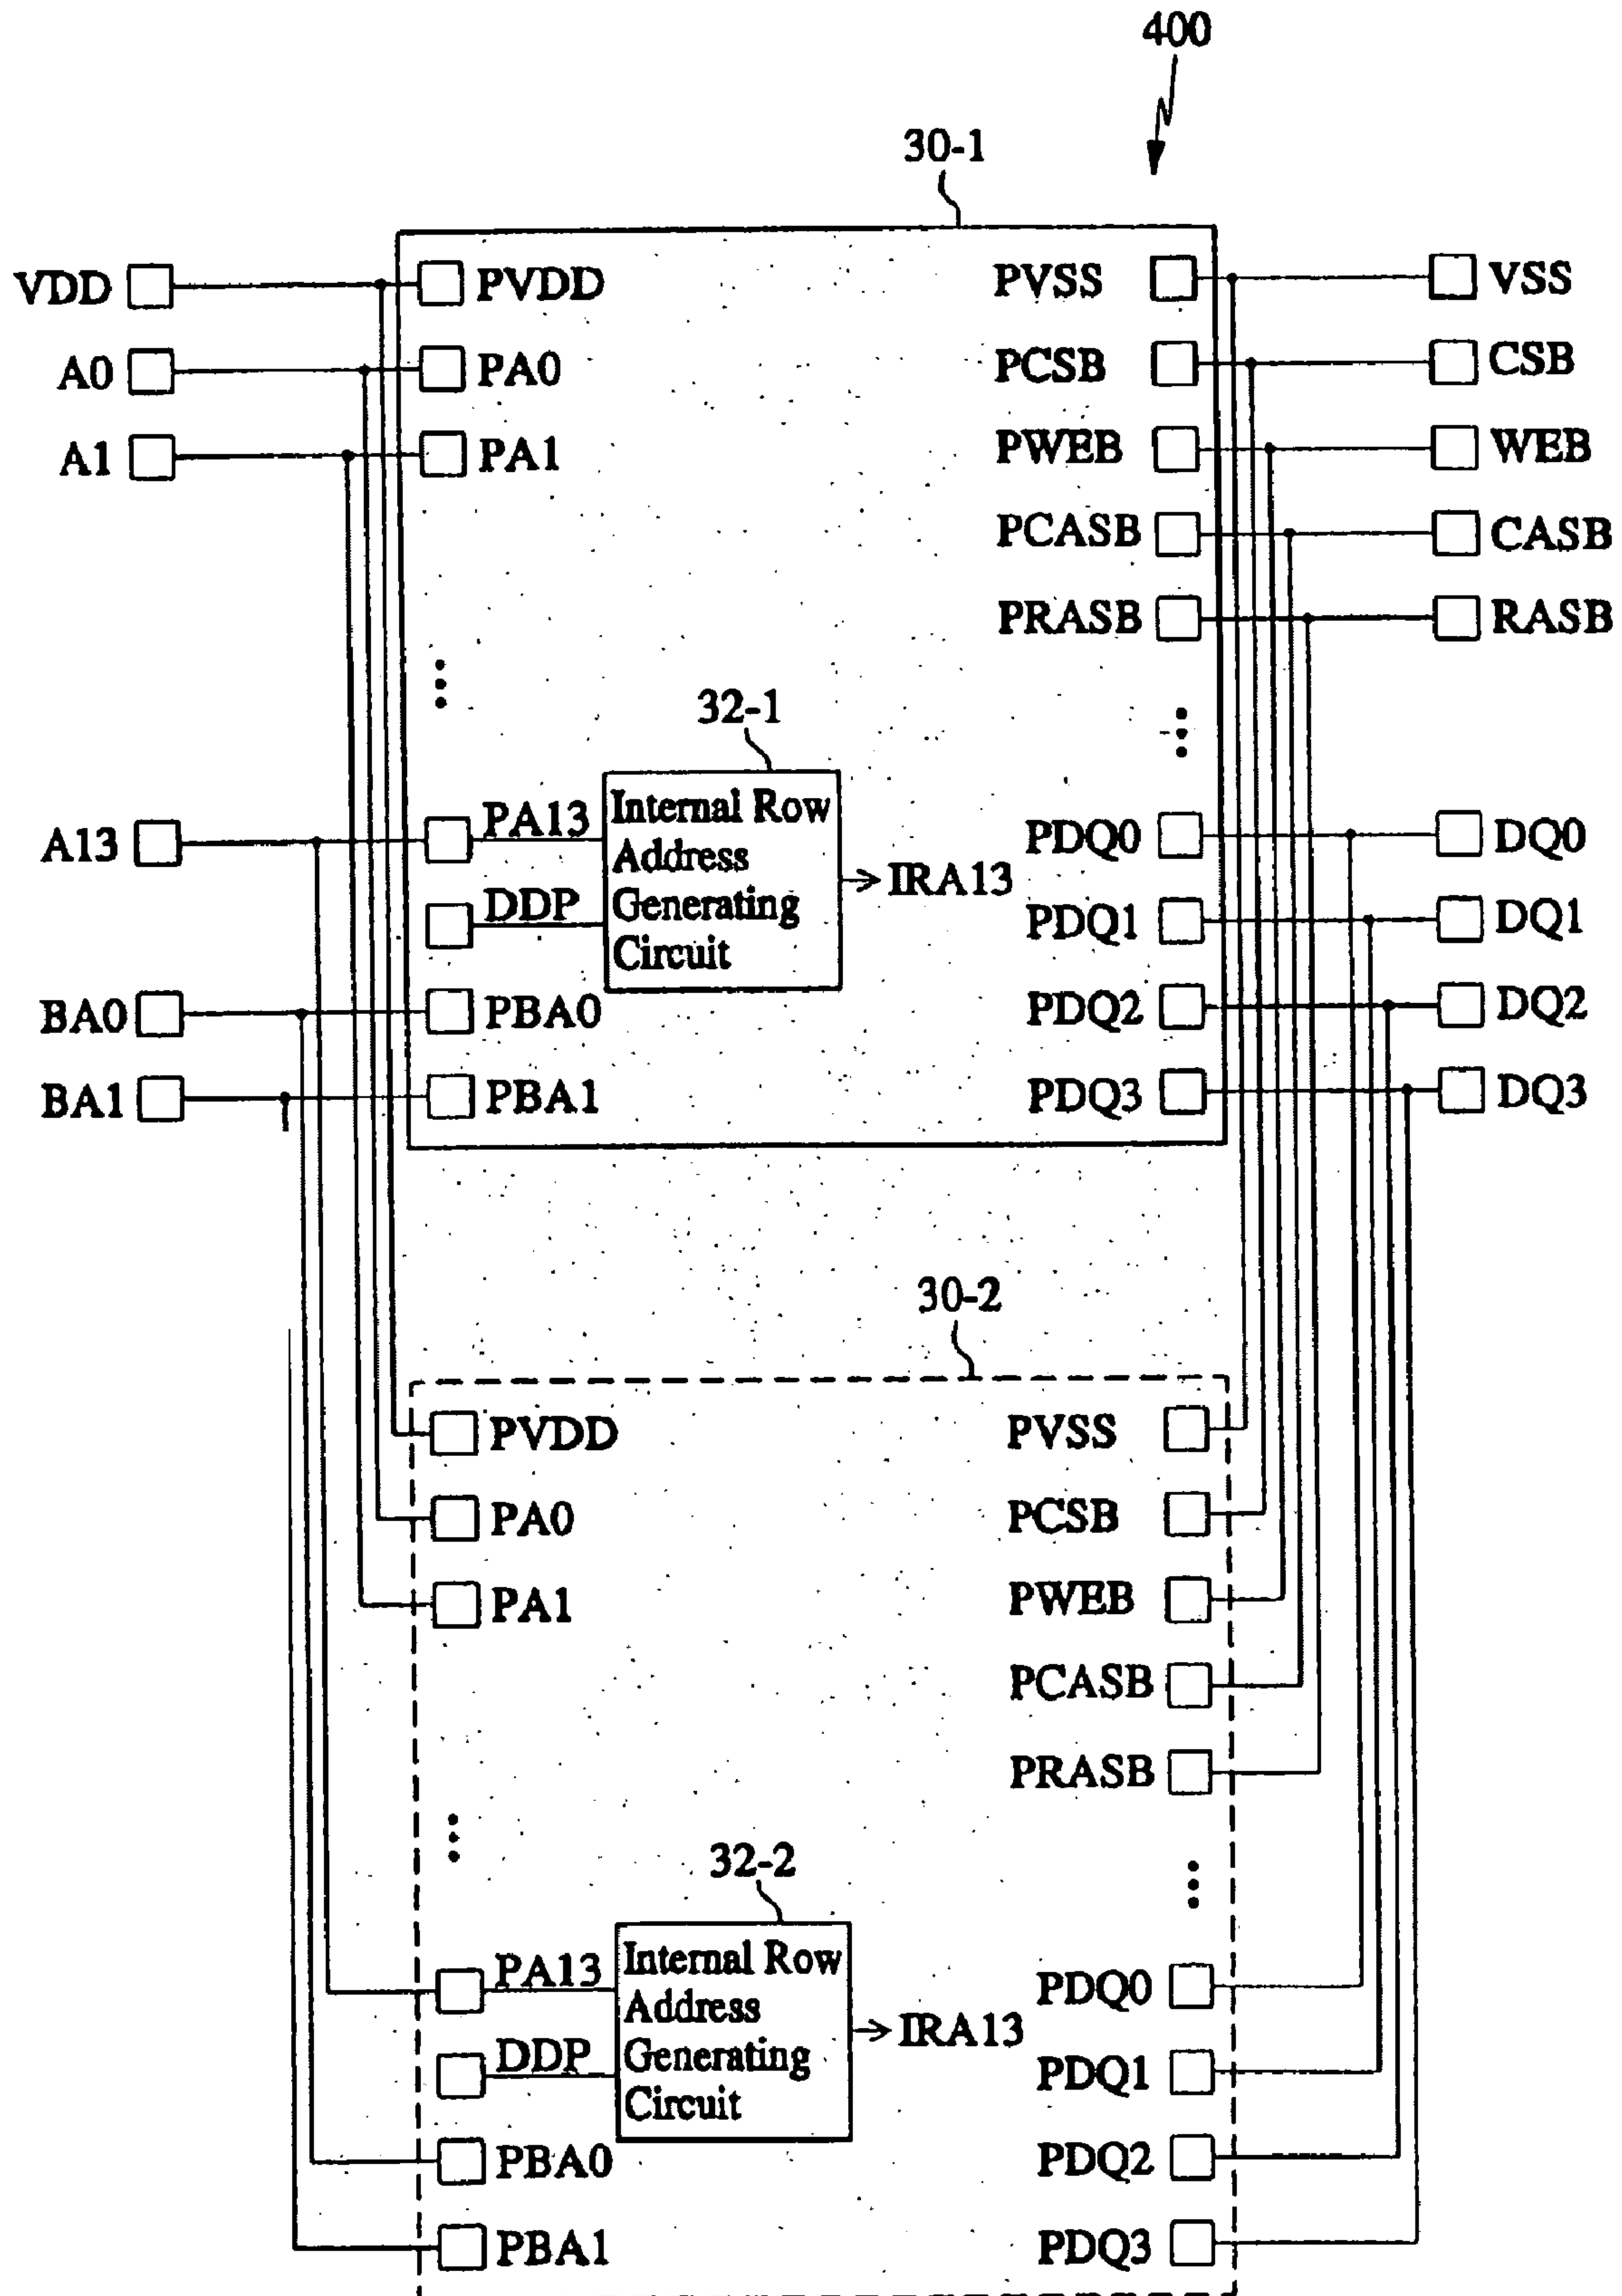 400
30-1
VDD PVDD PVSS VSS
A0 PA0 PCSB CSB
A1 PA1 PWEB WEB
PCASB CASB
PRASB RASB
32-1
A13 PA13 Internal Row PDQ0 DQ0
Address
IRA13
DDP Generating PDQ1 DQ1
Circuit
BA0 PBA0 PDQ2 DQ2
BA1 PBA1 PDQ3 DQ3
30-2
PVDD PVSS
PA0 PCSB
PA1 PWEB
PCASB
PRASB
32-2
PA13 Internal Row PDQ0
Address
IRA13
DDP Generating PDQ1
Circuit
PBA0 PDQ2
PBA1 PDQ3